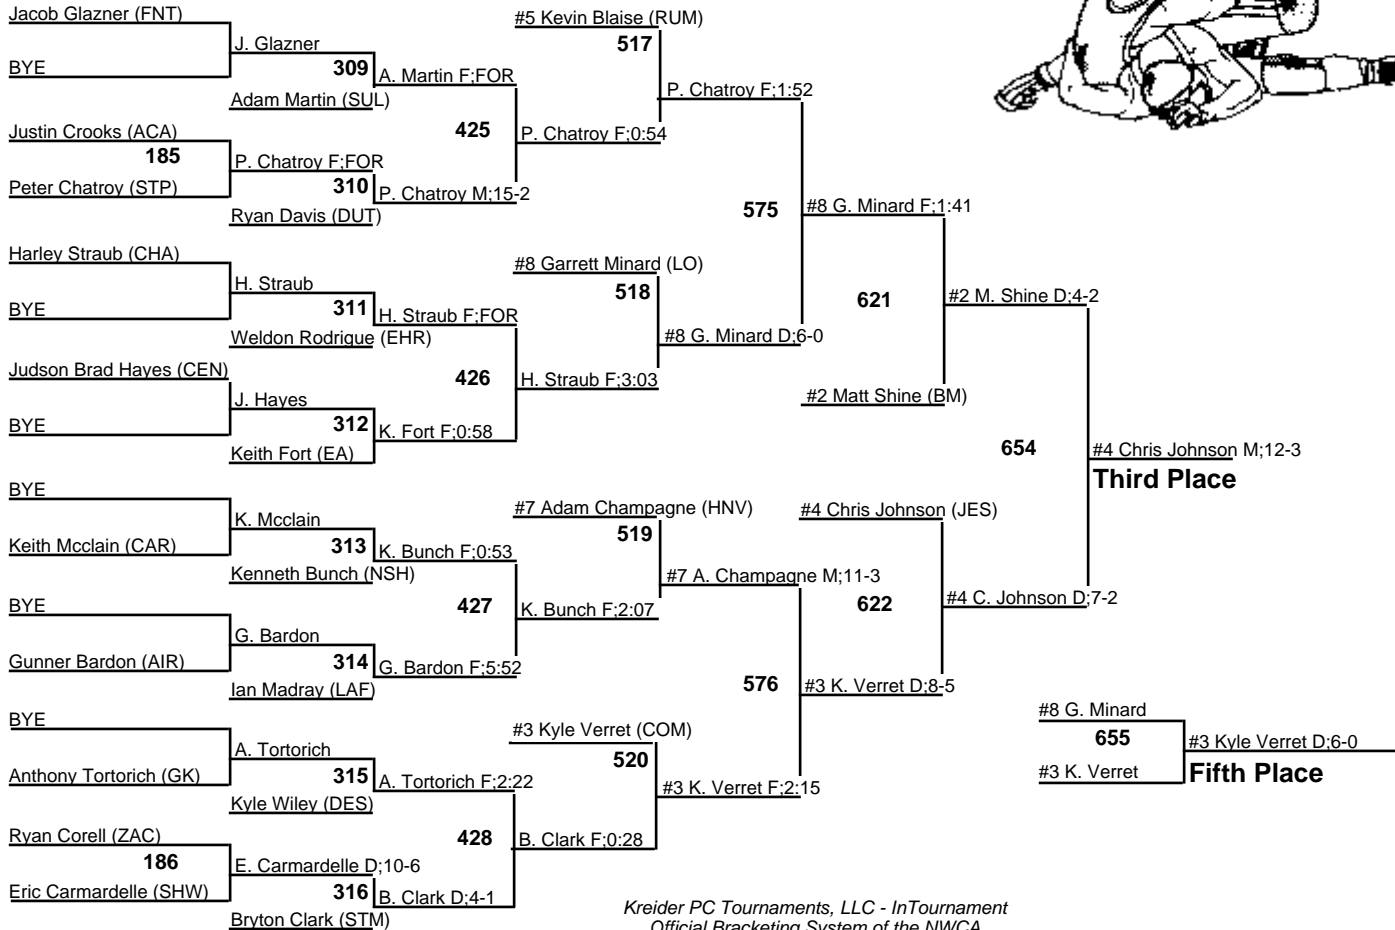 Jacob Glazner (FNT)
BYE
J. Glazner
309
Adam Martin (SUL)
A. Martin F;FOR
Justin Crooks (ACA)
185
Peter Chatroy (STP)
P. Chatroy F;FOR
310
Ryan Davis (DUT)
P. Chatroy M;15-2
425
P. Chatroy F;0:54
#5 Kevin Blaise (RUM)
517
P. Chatroy F;1:52
Harley Straub (CHA)
BYE
H. Straub
311
Weldon Rodrigue (EHR)
H. Straub F;FOR
Judson Brad Hayes (CEN)
BYE
J. Hayes
312
Keith Fort (EA)
K. Fort F;0:58
426
H. Straub F;3:03
#8 Garrett Minard (LO)
518
#8 G. Minard D;6-0
575
#8 G. Minard F;1:41
621
#2 Matt Shine (BM)
#2 M. Shine D;4-2
BYE
Keith Mcclain (CAR)
K. Mcclain
313
Kenneth Bunch (NSH)
K. Bunch F;0:53
BYE
Gunner Bardon (AIR)
G. Bardon
314
Ian Madray (LAF)
G. Bardon F;5:52
427
K. Bunch F;2:07
#7 Adam Champagne (HNV)
519
#7 A. Champagne M;11-3
BYE
Anthony Tortorich (GK)
A. Tortorich
315
Kyle Wiley (DES)
A. Tortorich F;2:22
Ryan Corell (ZAC)
186
Eric Carmardelle (SHW)
E. Carmardelle D;10-6
316
Bryton Clark (STM)
B. Clark D;4-1
428
B. Clark F;0:28
#3 Kyle Verret (COM)
520
#3 K. Verret F;2:15
576
#3 K. Verret D;8-5
#4 Chris Johnson (JES)
622
#4 C. Johnson D;7-2
654
#4 Chris Johnson M;12-3
Third Place
#8 G. Minard
655
#3 K. Verret
#3 Kyle Verret D;6-0
Fifth Place
Kreider PC Tournaments, LLC - InTournament
Official Bracketing System of the NWCA